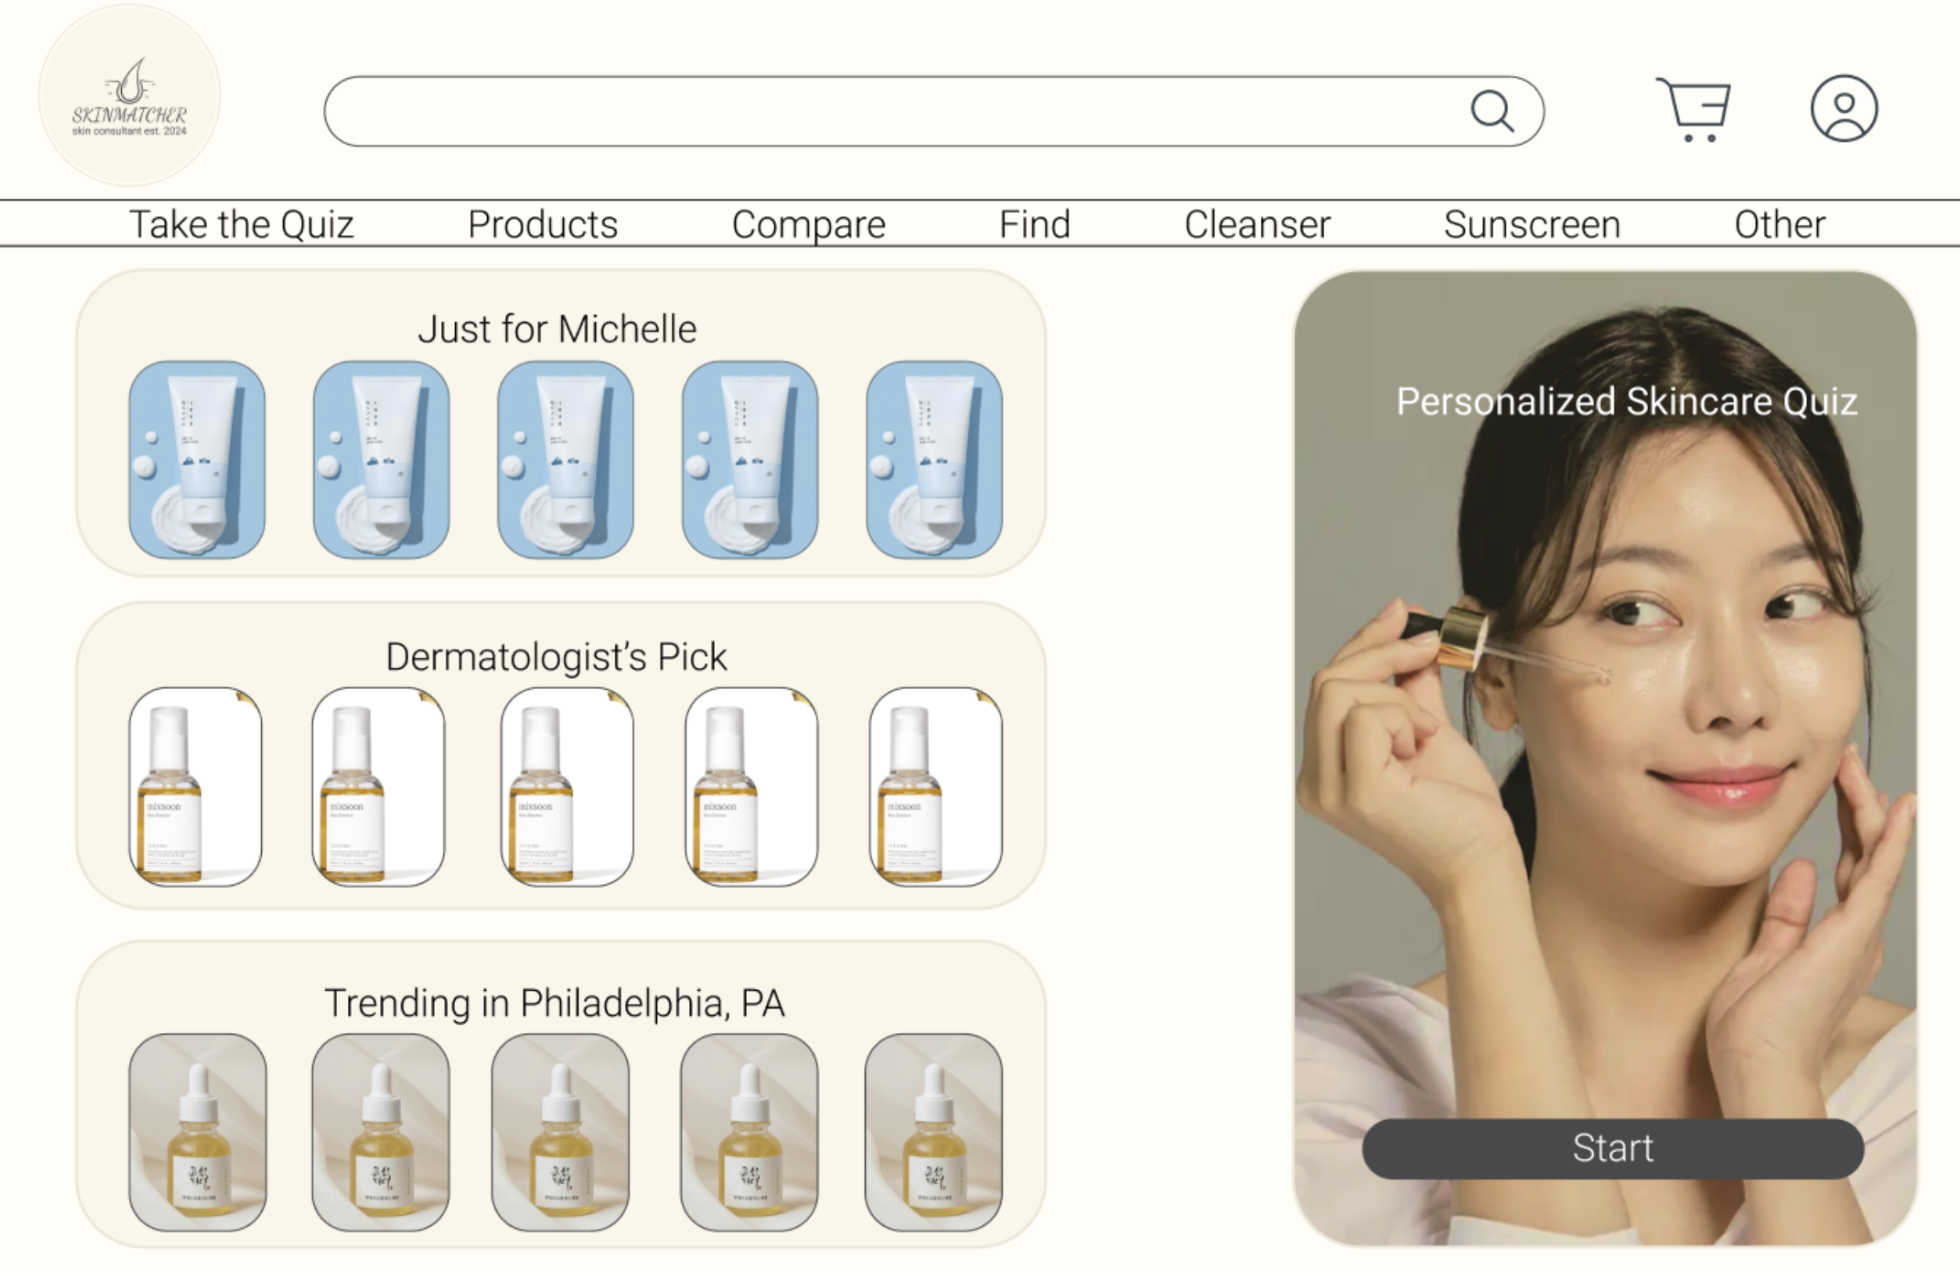 SKINMATCHER
skin consultant est. 2024
Take the Quiz
Products
Compare
Find
Cleanser
Sunscreen
Other
Just for Michelle
Personalized Skincare Quiz
Dermatologist’s Pick
mixsoon
mixsoon
mixsoon
mixsoon
mixsoon
Trending in Philadelphia, PA
Start